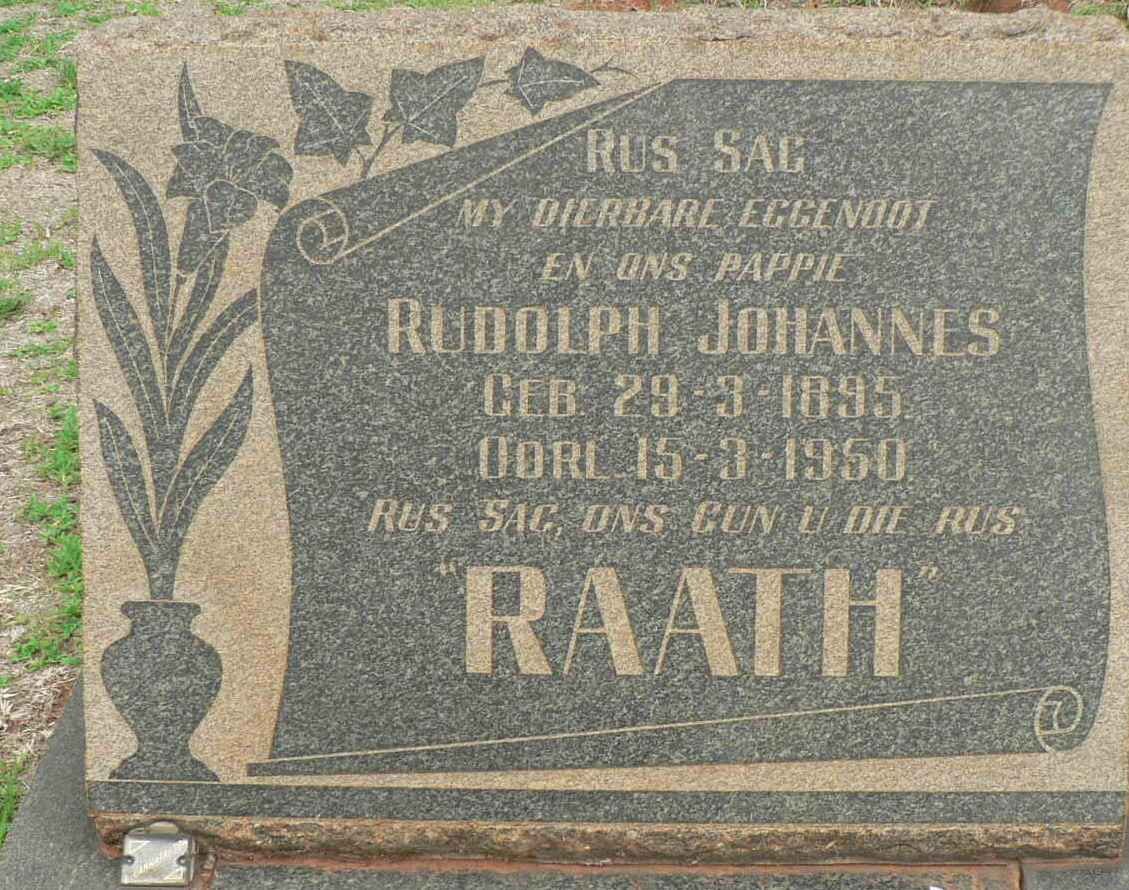 RUS SAG
MY DIERBARE EGGENOOT
EN ONS PAPPIE
RUDOLPH JOHANNES
GEB. 29-3-1895
OORL. 15-3-1960
RUS SAG, ONS GUN U DIE RUS
"RAATH"